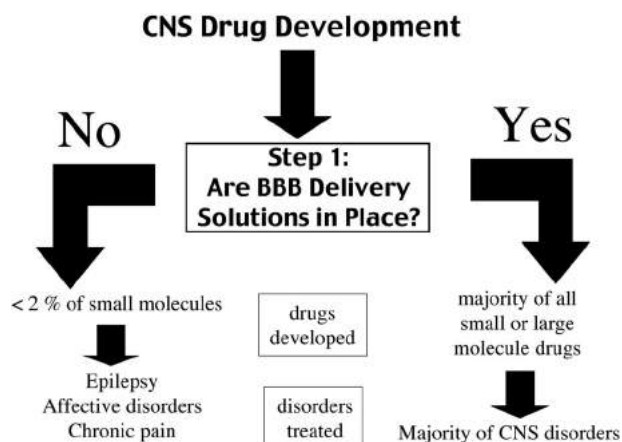 CNS Drug Development
No
Yes
Step 1:
Are BBB Delivery
Solutions in Place?
< 2 % of small molecules
drugs
developed
majority of all
small or large
molecule drugs
Epilepsy
Affective disorders
Chronic pain
disorders
treated
Majority of CNS disorders